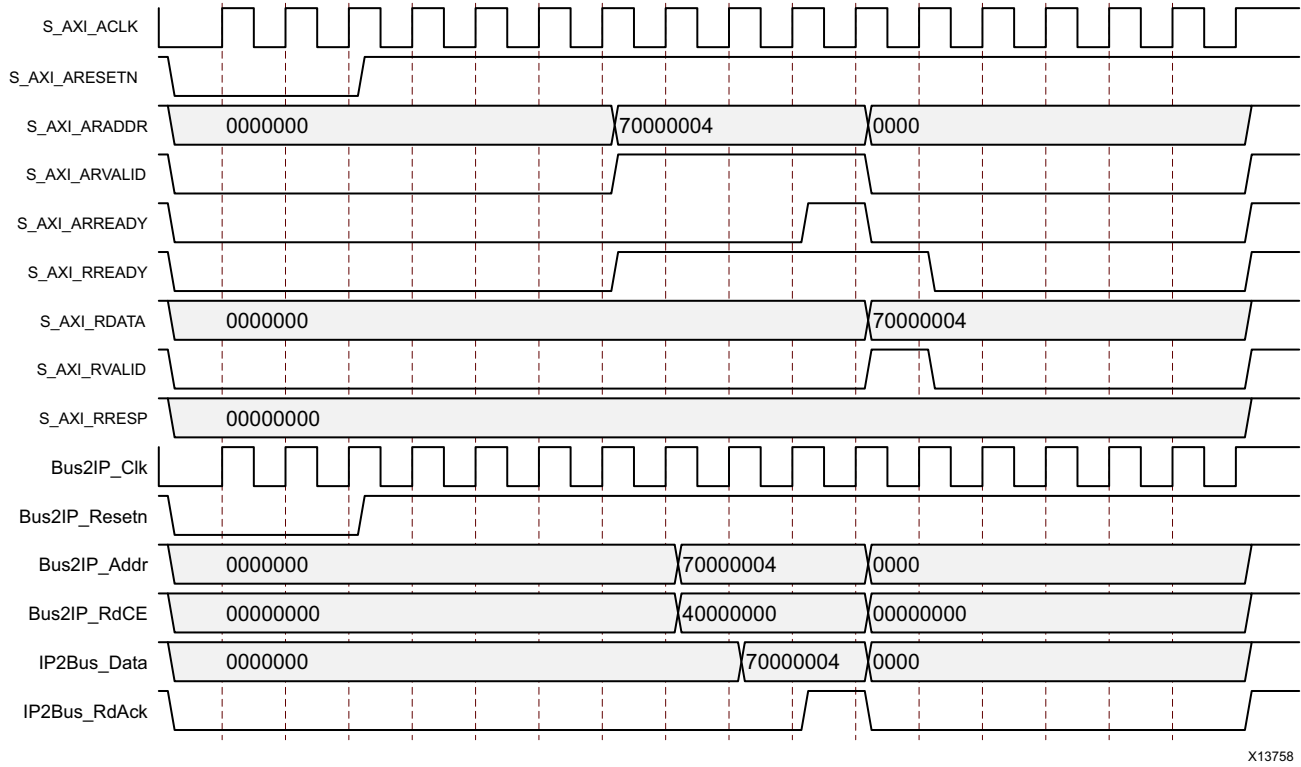 S_AXI_ACLK
S_AXI_ARESETN
S_AXI_ARADDR 0000000 70000004 0000
S_AXI_ARVALID
S_AXI_ARREADY
S_AXI_RREADY
S_AXI_RDATA 0000000 70000004
S_AXI_RVALID
S_AXI_RRESP 00000000
Bus2IP_Clk
Bus2IP_Resetn
Bus2IP_Addr 0000000 70000004 0000
Bus2IP_RdCE 00000000 40000000 00000000
IP2Bus_Data 0000000 70000004 0000
IP2Bus_RdAck
X13758